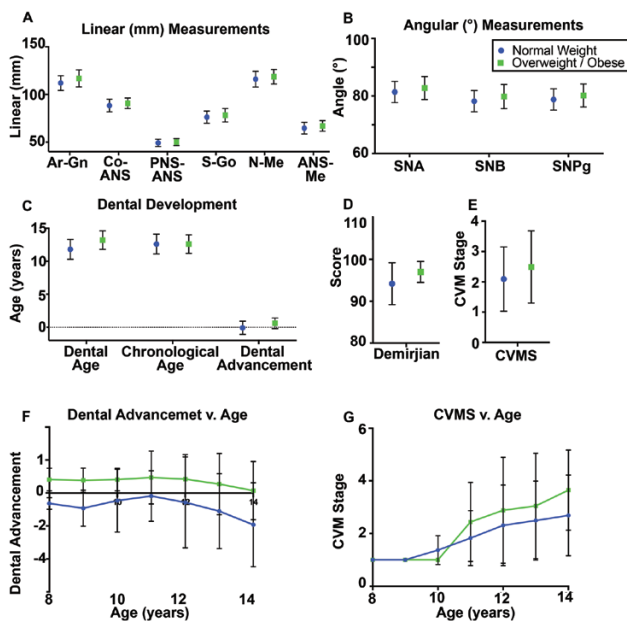 A
Linear (mm) Measurements
Linear (mm)
150
100
50
Ar-Gn
Co-
ANS
PNS-
ANS
S-Go
N-Me
ANS-
Me
B
Angular (°) Measurements
Normal Weight
Overweight / Obese
Angle (°)
100
80
60
SNA
SNB
SNPg
C
Dental Development
Age (years)
15
10
5
0
Dental
Age
Chronological
Age
Dental
Advancement
D
Score
110
100
90
80
Demirjian
E
CVM Stage
4
3
2
1
0
CVMS
F
Dental Advancemet v. Age
Dental Advancement
1
0
-2
-4
10
12
14
8
10
12
14
Age (years)
G
CVMS v. Age
CVM Stage
6
4
2
0
8
10
12
14
Age (years)